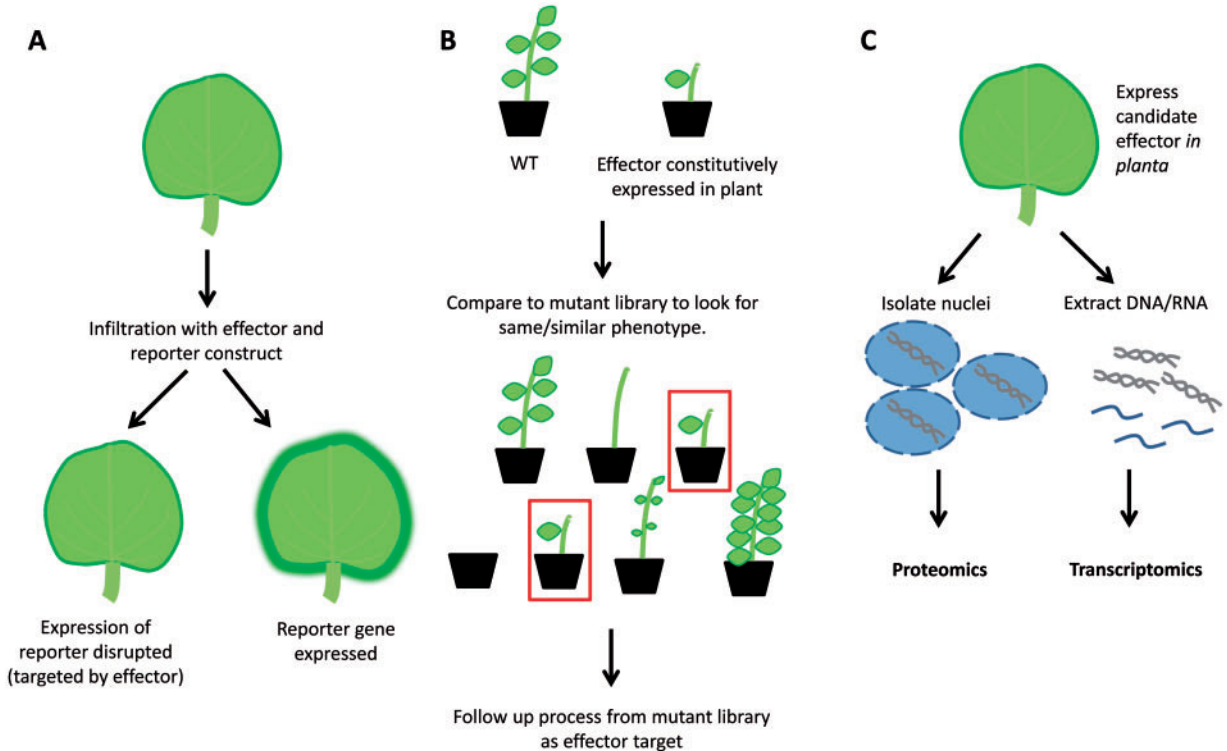 A
Infiltration with effector and
reporter construct
Expression of
reporter disrupted
(targeted by effector)
Reporter gene
expressed
B
WT
Effector constitutively
expressed in plant
Compare to mutant library to look for
same/similar phenotype.
Follow up process from mutant library
as effector target
C
Express
candidate
effector in
planta
Isolate nuclei
Extract DNA/RNA
Proteomics
Transcriptomics